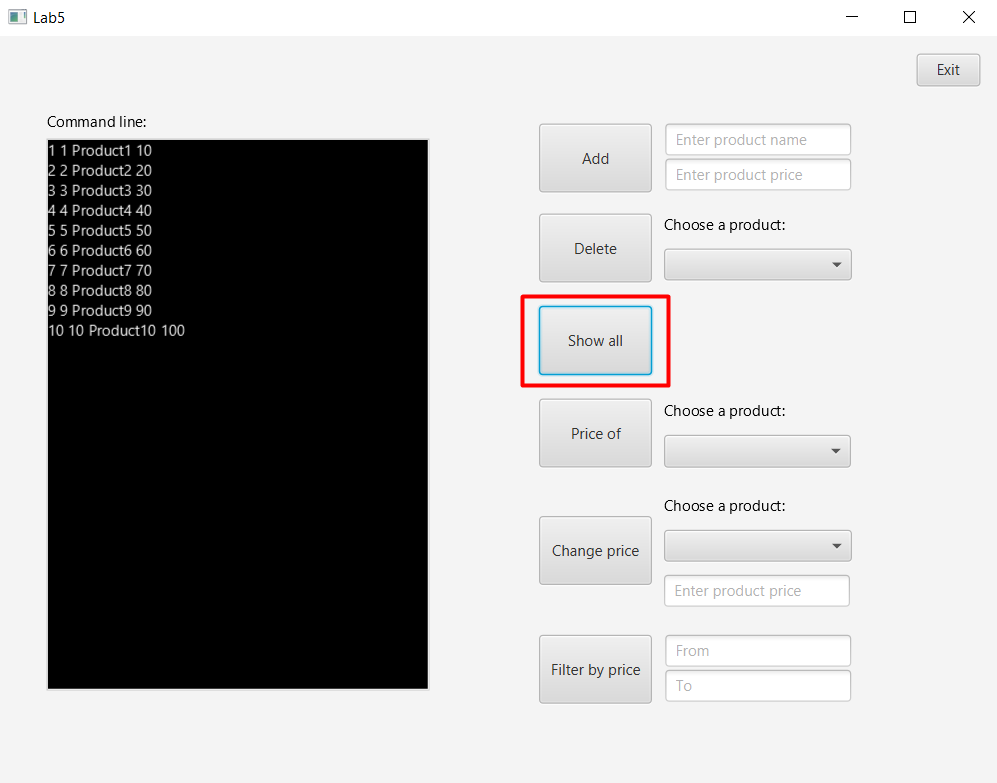 Lab5
Exit
Command line:
1 1 Product1 10
2 2 Product2 20
3 3 Product3 30
4 4 Product4 40
5 5 Product5 50
6 6 Product6 60
7 7 Product7 70
8 8 Product8 80
9 9 Product9 90
10 10 Product10 100
Add
Enter product name
Enter product price
Delete
Choose a product:
Show all
Price of
Choose a product:
Change price
Choose a product:
Enter product price
Filter by price
From
To